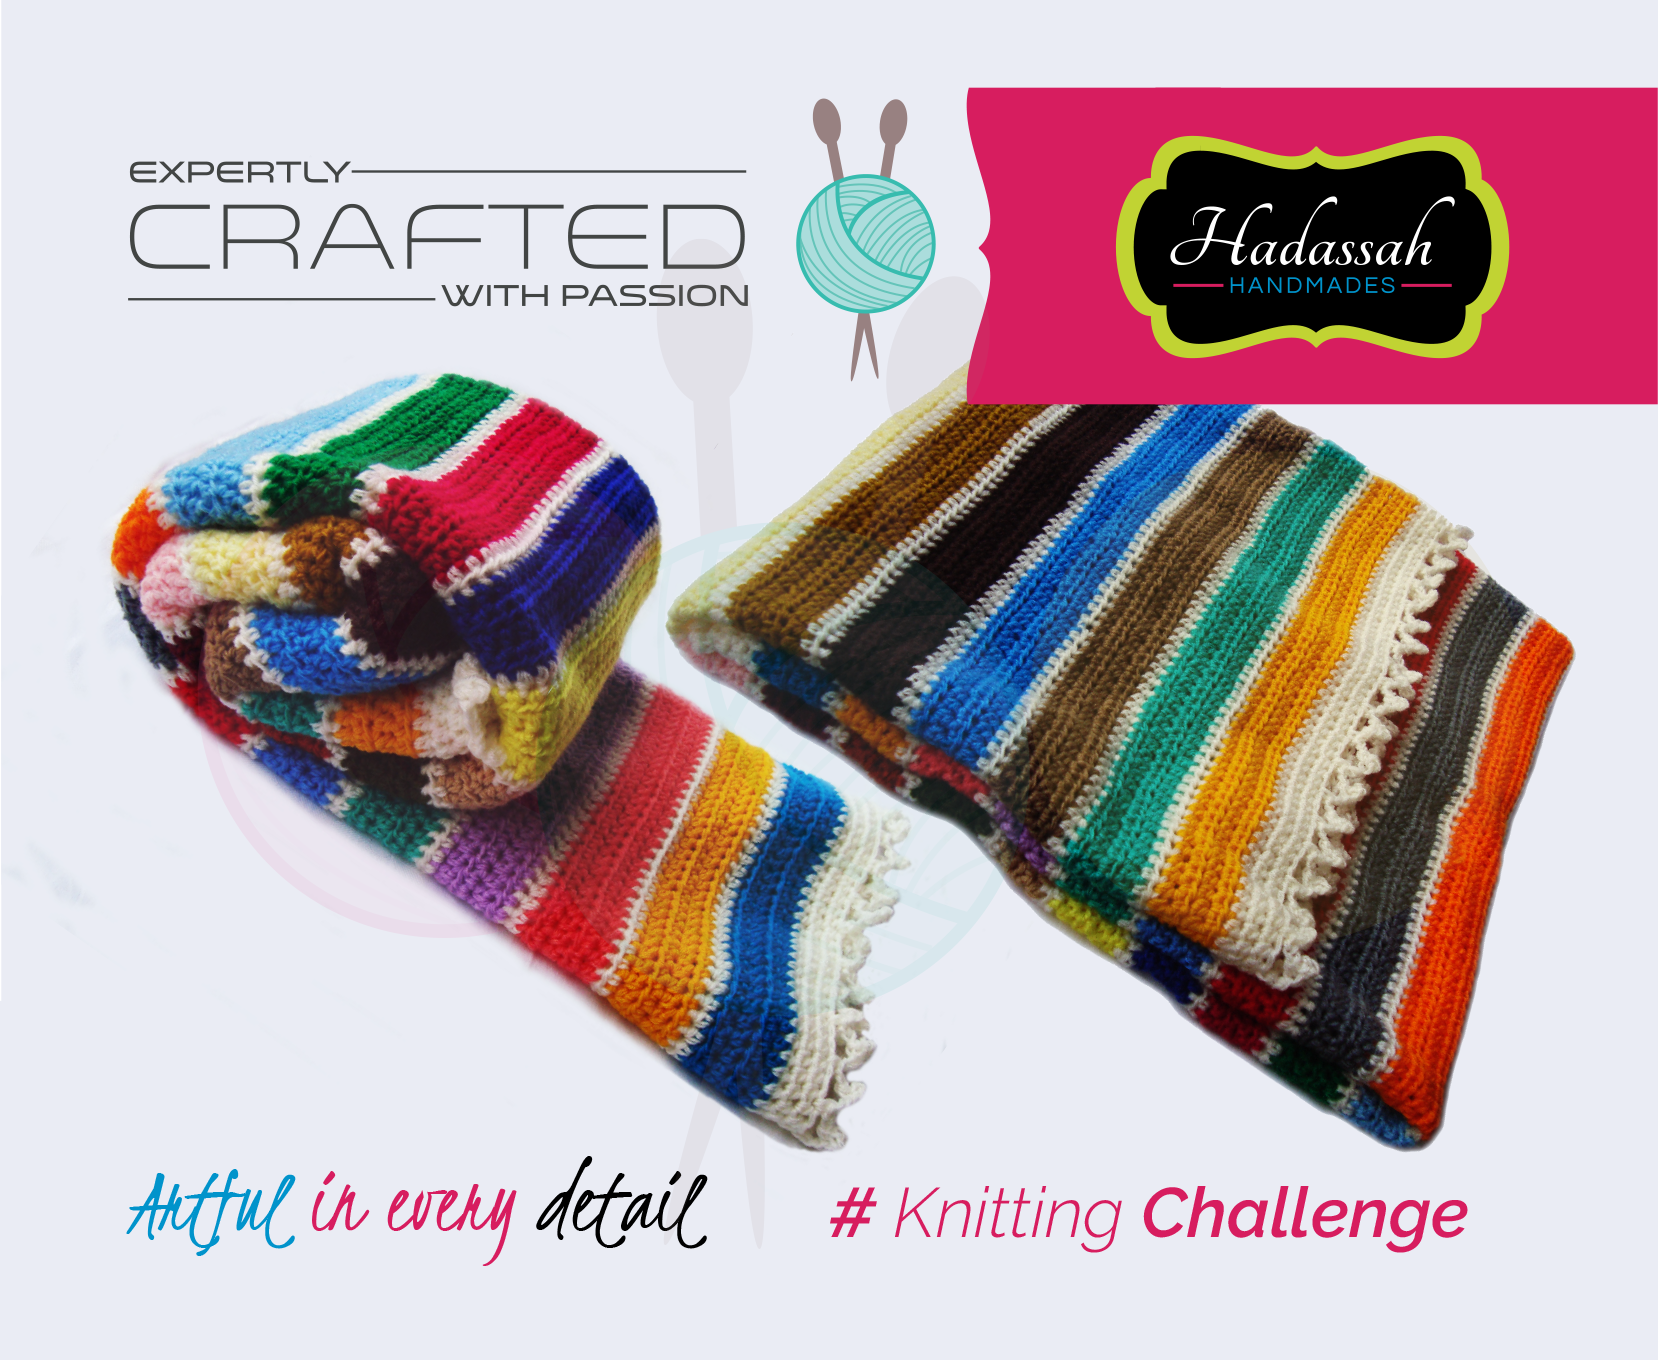 EXPERTLY
CRAFTED
WITH PASSION
Hadassah
HANDMADES
Artful in every detail
# Knitting Challenge